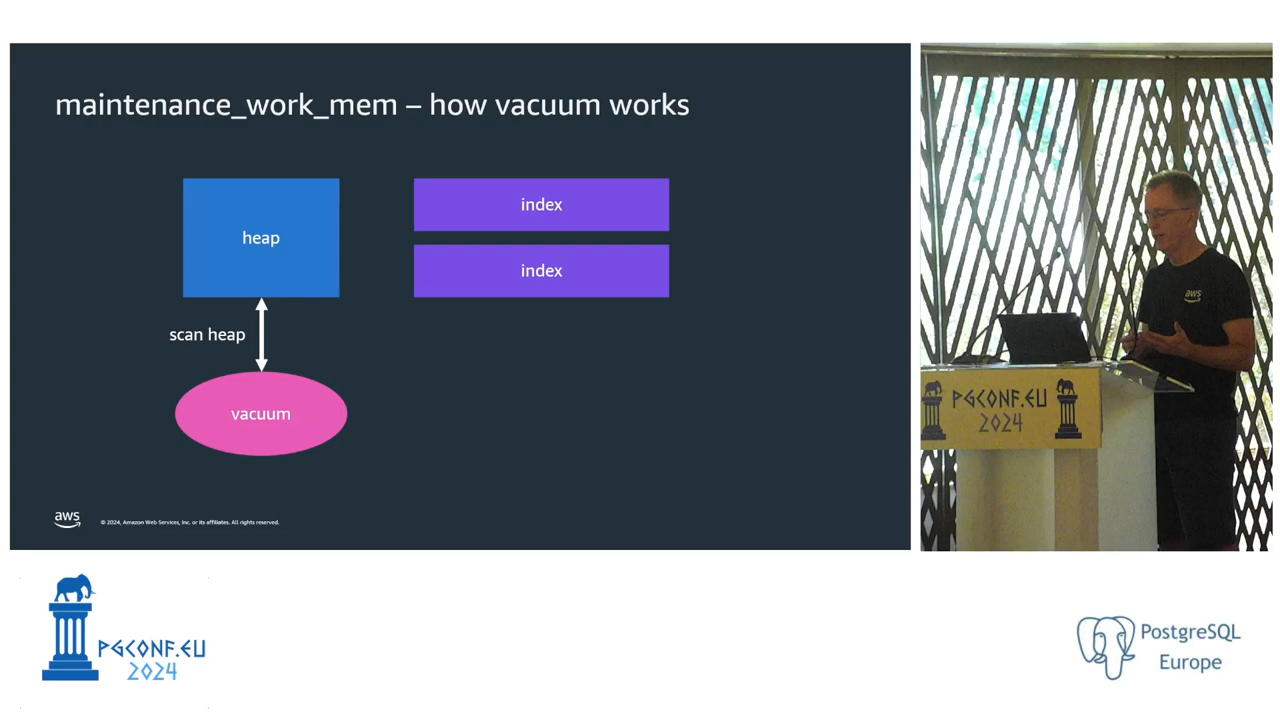 maintenance_work_mem – how vacuum works
heap
index
index
scan heap
vacuum
aws
© 2024, Amazon Web Services, Inc. or its affiliates. All rights reserved.
aws
PGCONF.EU
2024
PGCONF.EU
2024
PostgreSQL
Europe